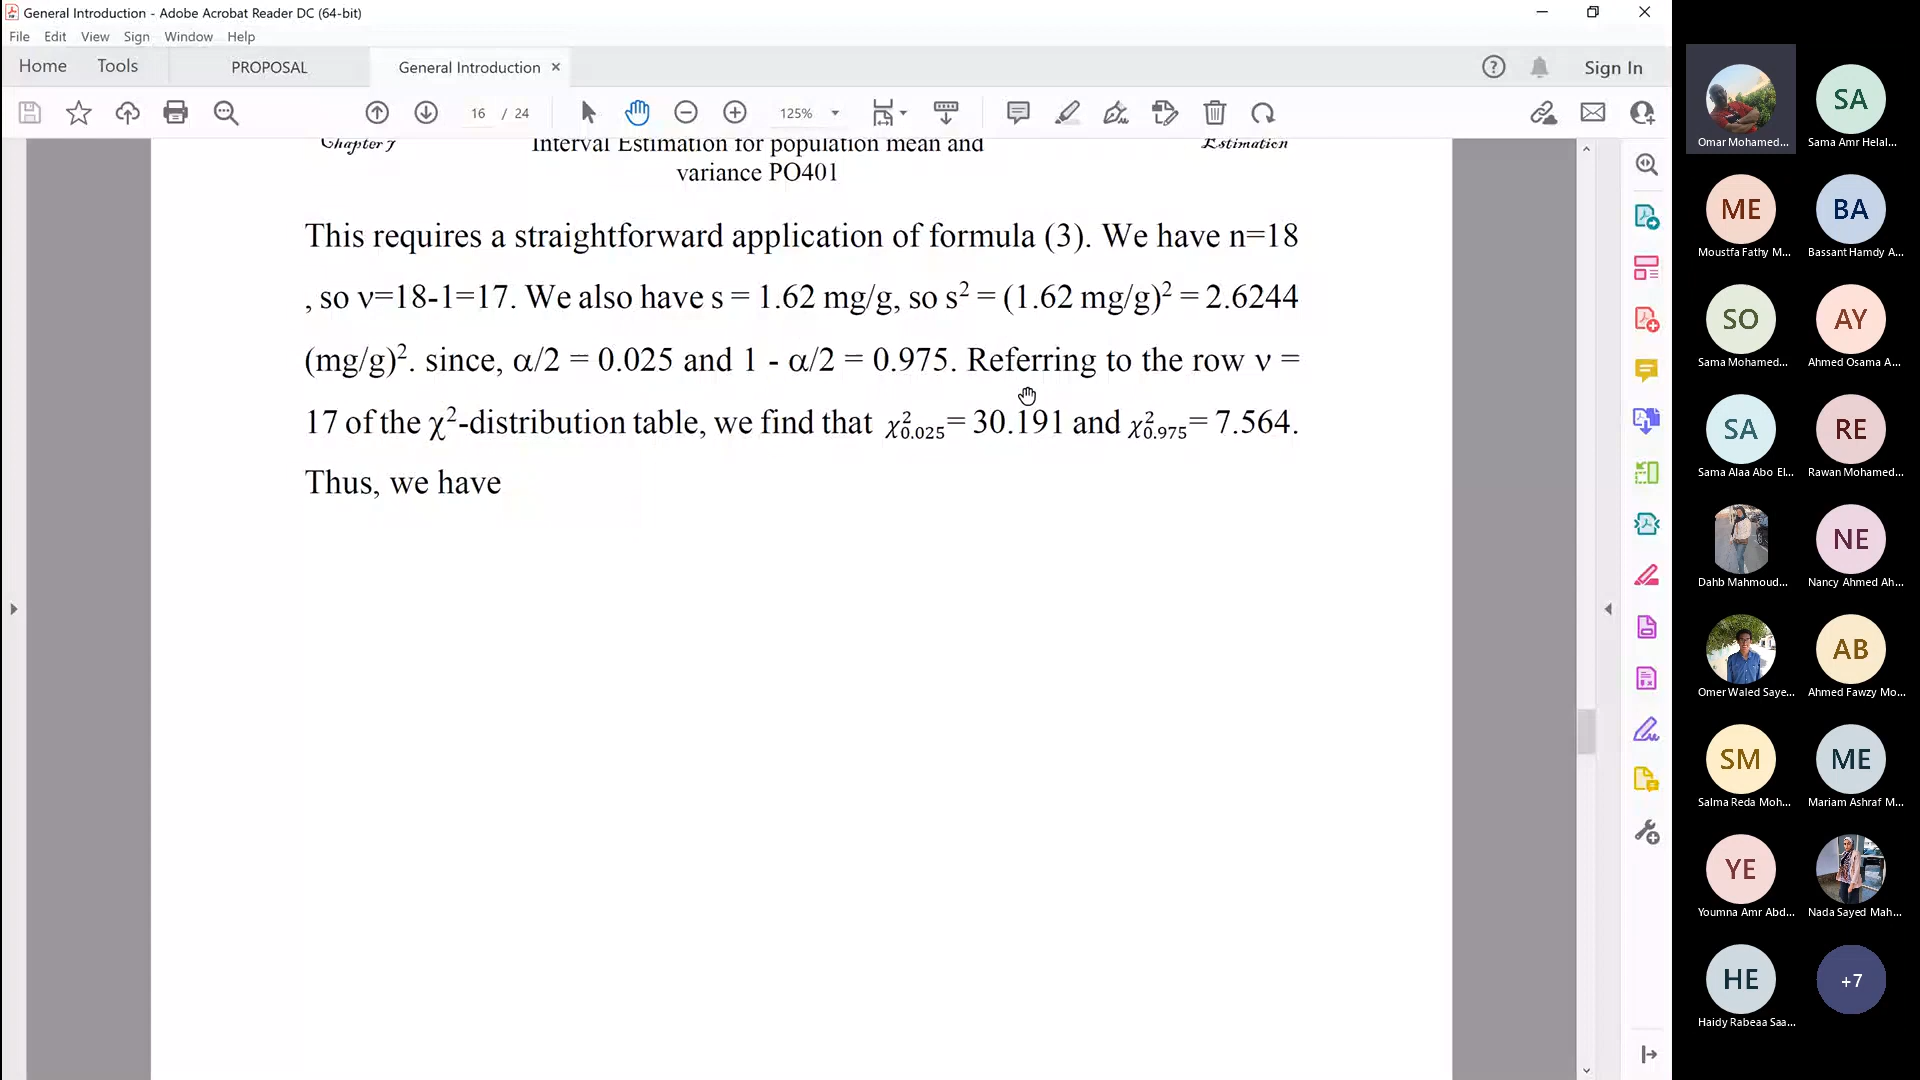 General Introduction - Adobe Acrobat Reader DC (64-bit)
File Edit View Sign Window Help
Home Tools PROPOSAL General Introduction × Sign In
16 / 24 125%
Chapter 7 Interval Estimation for population mean and Estimation
variance PO401
This requires a straightforward application of formula (3). We have n=18
, so ν=18-1=17. We also have s = 1.62 mg/g, so s² = (1.62 mg/g)² = 2.6244
(mg/g)². since, α/2 = 0.025 and 1 - α/2 = 0.975. Referring to the row ν =
17 of the χ²-distribution table, we find that χ²0.025= 30.191 and χ²0.975= 7.564.
Thus, we have
SA
Omar Mohamed... Sama Amr Helal...
ME BA
Moustfa Fathy M... Bassant Hamdy A...
SO AY
Sama Mohamed... Ahmed Osama A...
SA RE
Sama Alaa Abo El... Rawan Mohamed...
NE
Dahb Mahmoud... Nancy Ahmed Ah...
AB
Omer Waled Saye... Ahmed Fawzy Mo...
SM ME
Salma Reda Moh... Mariam Ashraf M...
YE
Youmna Amr Abd... Nada Sayed Mah...
HE +7
Haidy Rabeaa Saa...